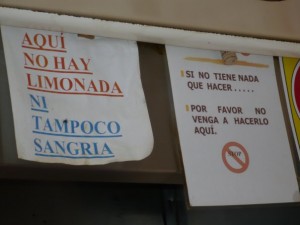 AQUÍ
NO HAY
LIMONADA
NI
TAMPOCO
SANGRIA
SI NO TIENE NADA
QUE HACER.....
POR FAVOR NO
VENGA A HACERLO
AQUÍ.